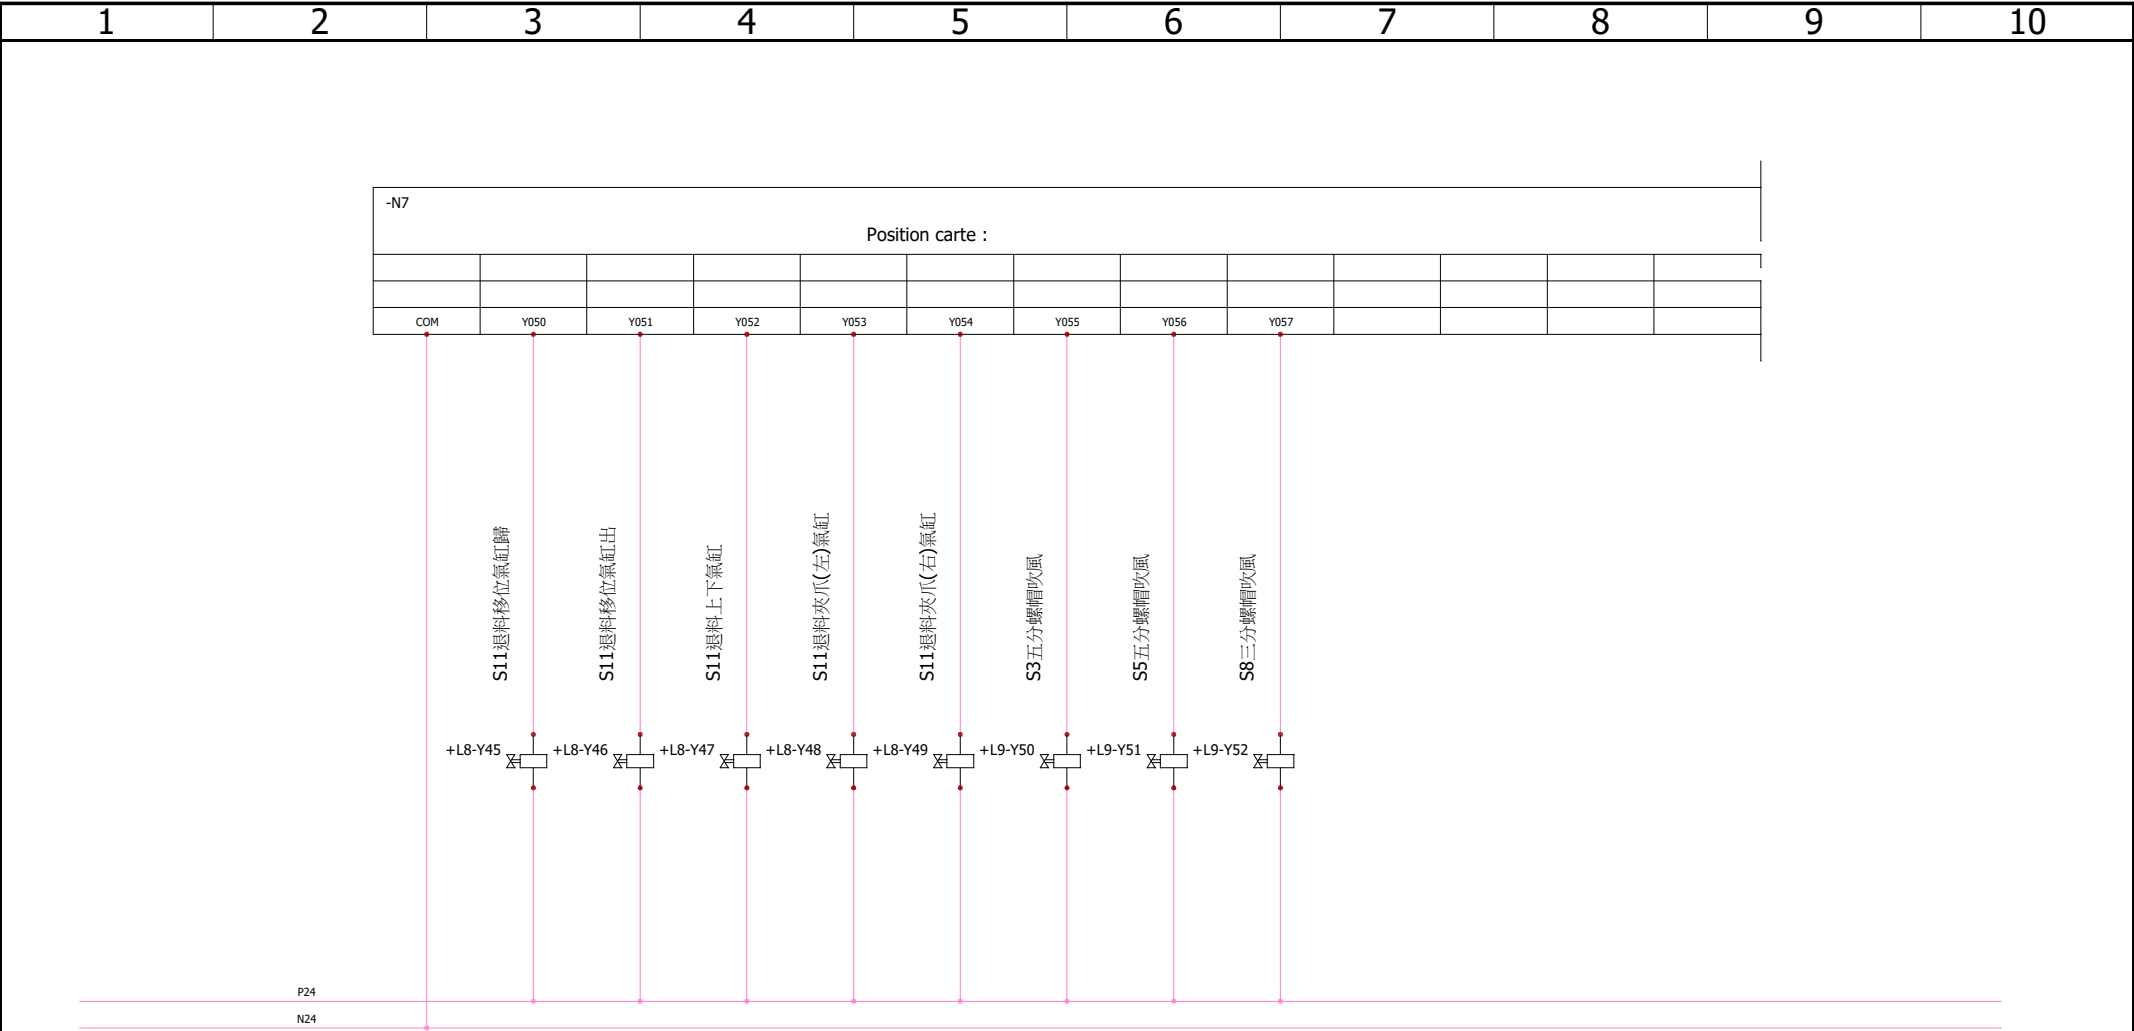 1 2 3 4 5 6 7 8 9 10
-N7
Position carte :
COM Y050 Y051 Y052 Y053 Y054 Y055 Y056 Y057
S11退料移位氣缸歸
S11退料移位氣缸出
S11退料上下氣缸
S11退料夾爪(左)氣缸
S11退料夾爪(右)氣缸
S3五分螺帽吹風
S5五分螺帽吹風
S8三分螺帽吹風
+L8-Y45 +L8-Y46 +L8-Y47 +L8-Y48 +L8-Y49 +L9-Y50 +L9-Y51 +L9-Y52
P24
N24